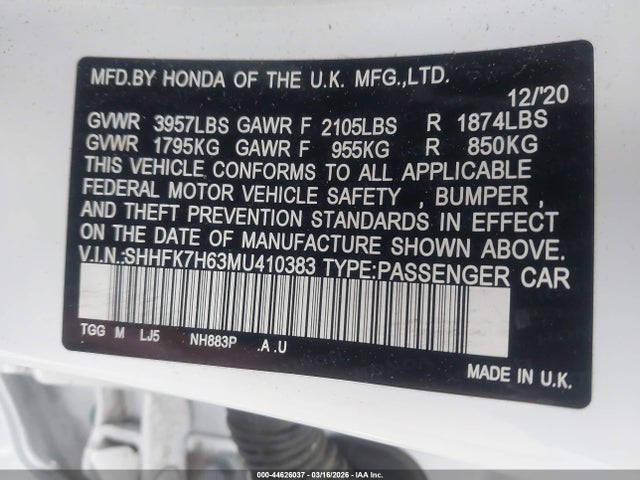 MFD.BY HONDA OF THE U.K. MFG.,LTD.
12/'20
GVWR 3957LBS GAWR F 2105LBS R 1874LBS
GVWR 1795KG GAWR F 955KG R 850KG
THIS VEHICLE CONFORMS TO ALL APPLICABLE
FEDERAL MOTOR VEHICLE SAFETY , BUMPER ,
AND THEFT PREVENTION STANDARDS IN EFFECT
ON THE DATE OF MANUFACTURE SHOWN ABOVE.
V.I.N.:SHHFK7H63MU410383 TYPE:PASSENGER CAR
TGG M LJ5 NH883P .A .U
MADE IN U.K.
000-44626037 - 03/16/2026 - IAA Inc.